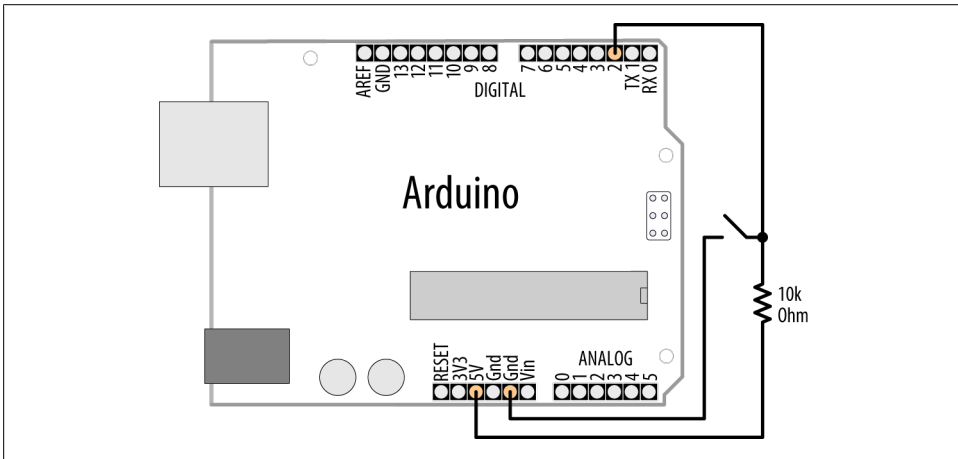 AREF
GND
13
12
11
10
9
8
7
6
5
4
3
2
TX 1
RX 0
DIGITAL
Arduino
10k
Ohm
RESET
3V3
5V
Gnd
Gnd
Vin
ANALOG
0
1
2
3
4
5